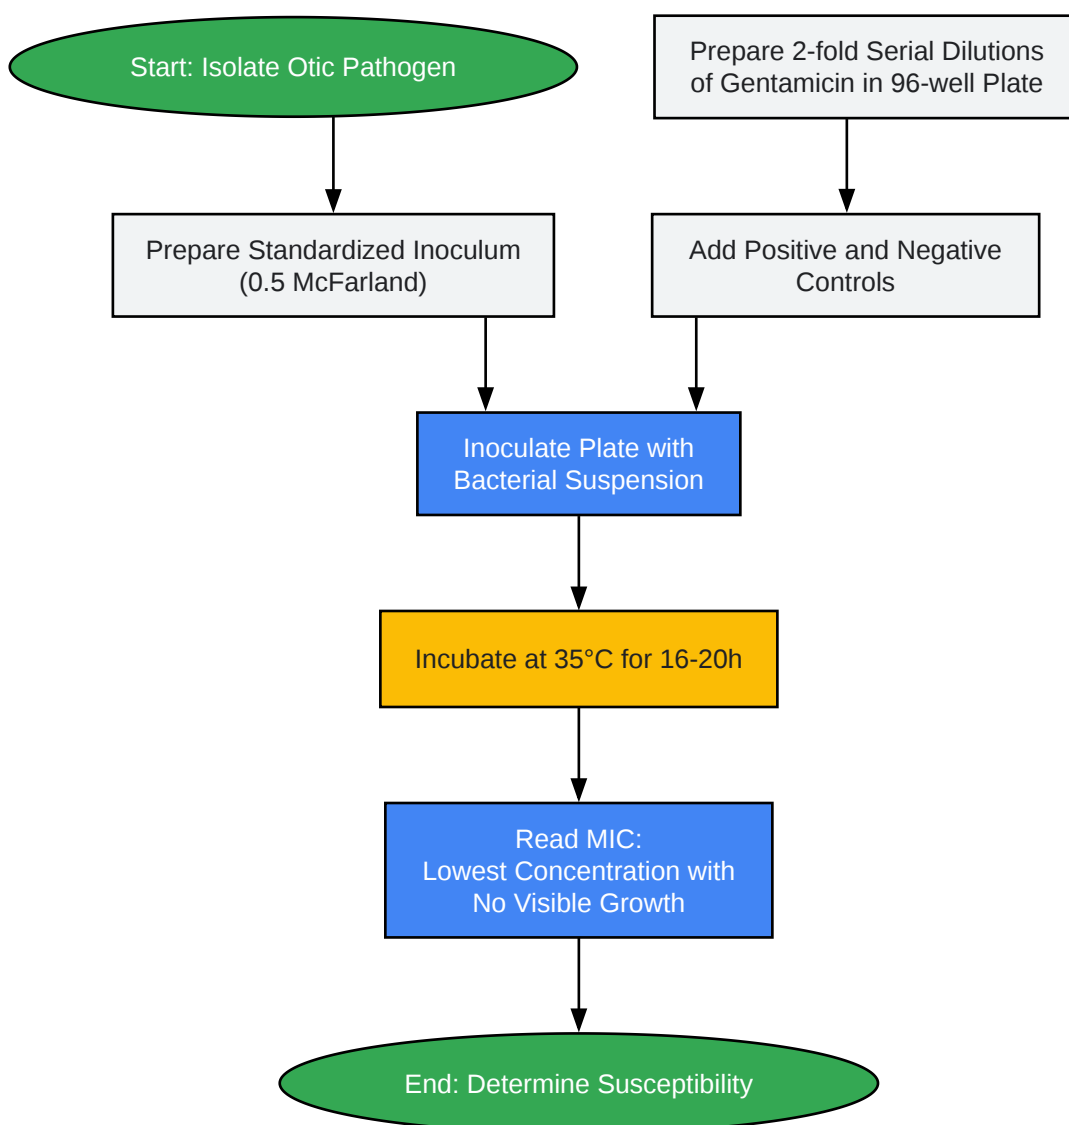 Start: Isolate Otic Pathogen
Prepare 2-fold Serial Dilutions
of Gentamicin in 96-well Plate
Prepare Standardized Inoculum
(0.5 McFarland)
Add Positive and Negative
Controls
Inoculate Plate with
Bacterial Suspension
Incubate at 35°C for 16-20h
Read MIC:
Lowest Concentration with
No Visible Growth
End: Determine Susceptibility